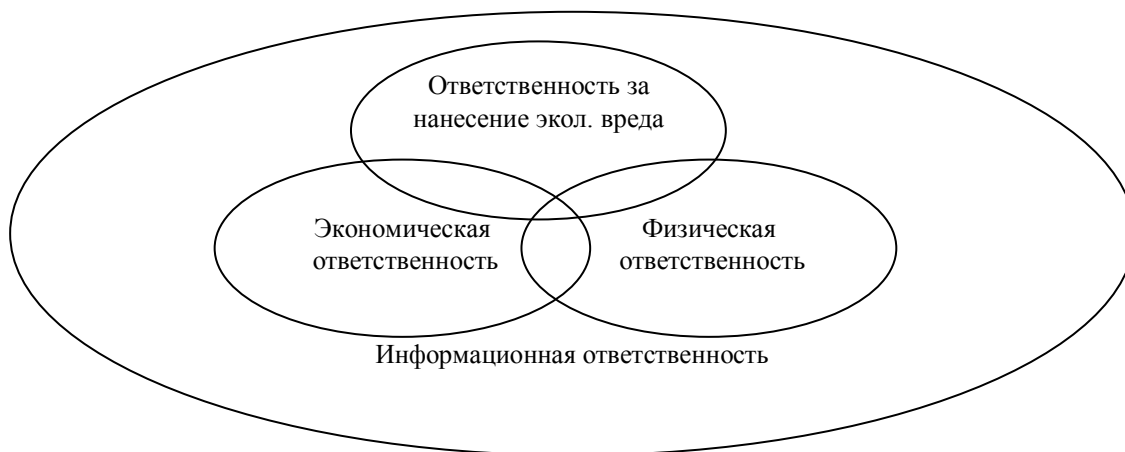 Ответственность за
нанесение экол. вреда
Экономическая
ответственность
Физическая
ответственность
Информационная ответственность